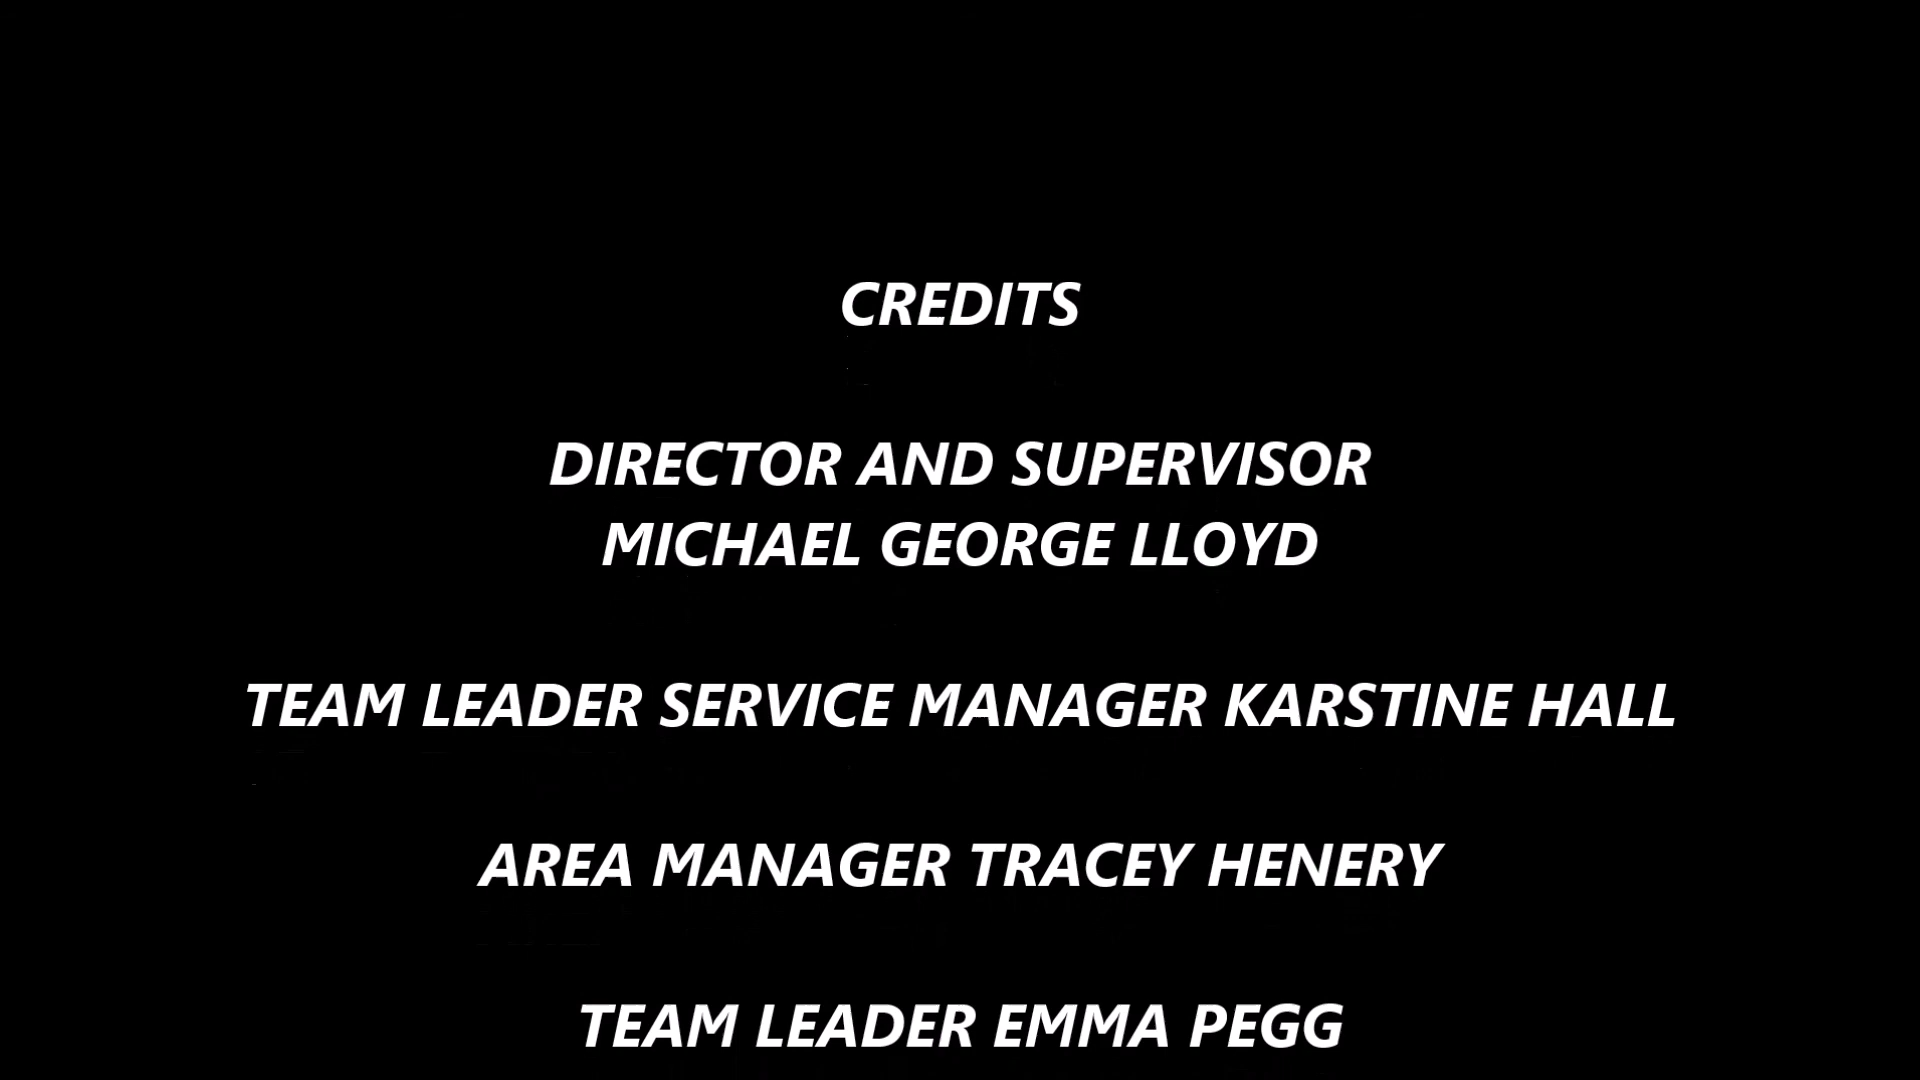 CREDITS
DIRECTOR AND SUPERVISOR
MICHAEL GEORGE LLOYD
TEAM LEADER SERVICE MANAGER KARSTINE HALL
AREA MANAGER TRACEY HENERY
TEAM LEADER EMMA PEGG